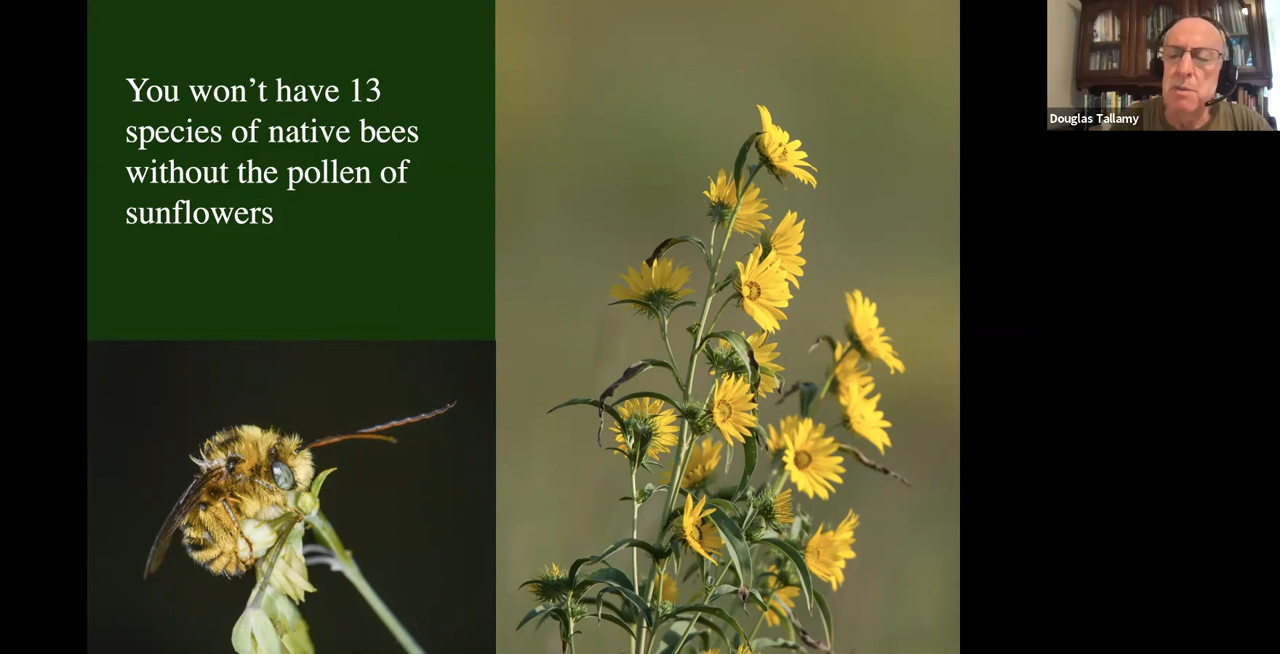 You won’t have 13
species of native bees
without the pollen of
sunflowers
Douglas Tallamy